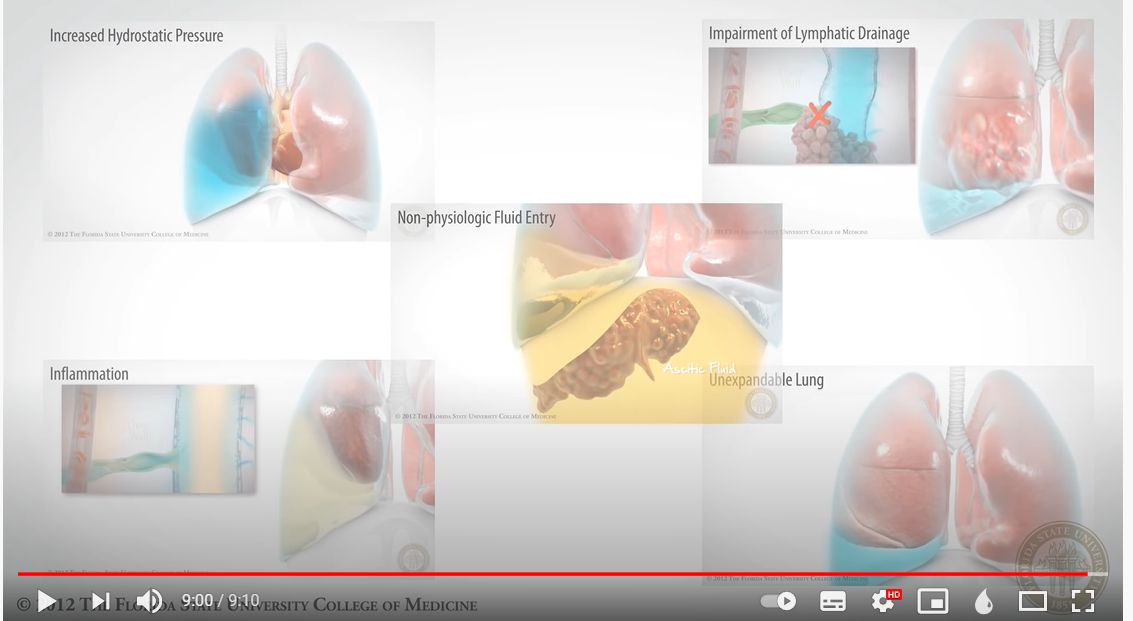 Increased Hydrostatic Pressure
Impairment of Lymphatic Drainage
© 2012 The Florida State University College of Medicine
Non-physiologic Fluid Entry
© 2012 The Florida State University College of Medicine
Ascitic Fluid
© 2012 The Florida State University College of Medicine
Inflammation
Unexpandable Lung
© 2012 The Florida State University College of Medicine
© 2012 The Florida State University College of Medicine
9:00 / 9:10
HD